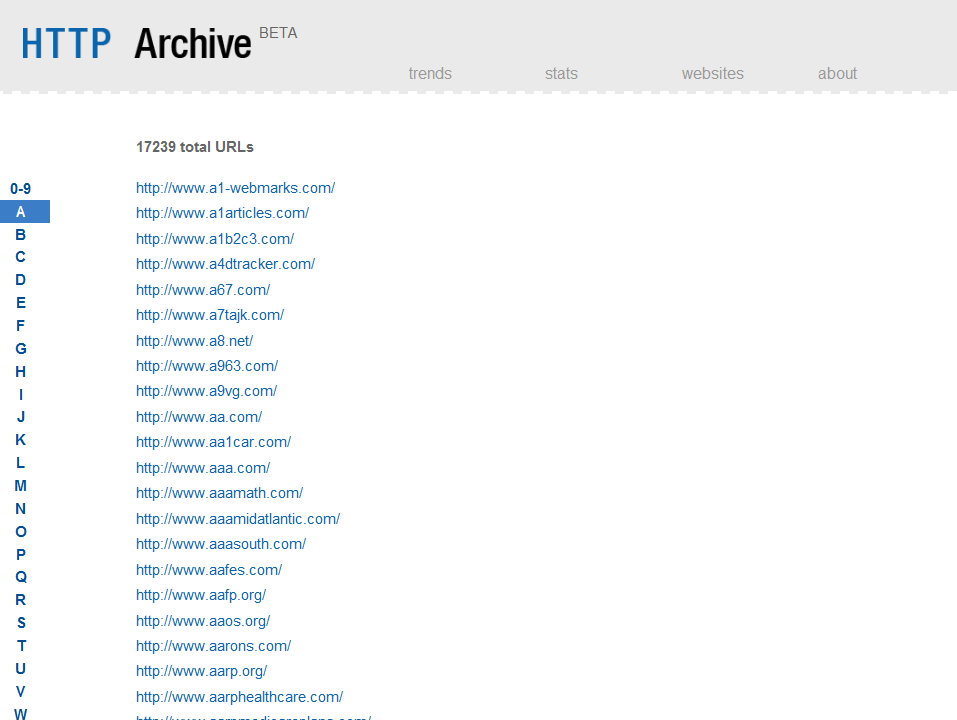 HTTP Archive BETA
trends stats websites about
17239 total URLs
0-9
A
B
C
D
E
F
G
H
I
J
K
L
M
N
O
P
Q
R
S
T
U
V
W
http://www.a1-webmarks.com/
http://www.a1articles.com/
http://www.a1b2c3.com/
http://www.a4dtracker.com/
http://www.a67.com/
http://www.a7tajk.com/
http://www.a8.net/
http://www.a963.com/
http://www.a9vg.com/
http://www.aa.com/
http://www.aa1car.com/
http://www.aaa.com/
http://www.aaamath.com/
http://www.aaamidatlantic.com/
http://www.aaasouth.com/
http://www.aafes.com/
http://www.aafp.org/
http://www.aaos.org/
http://www.aarons.com/
http://www.aarp.org/
http://www.aarphealthcare.com/